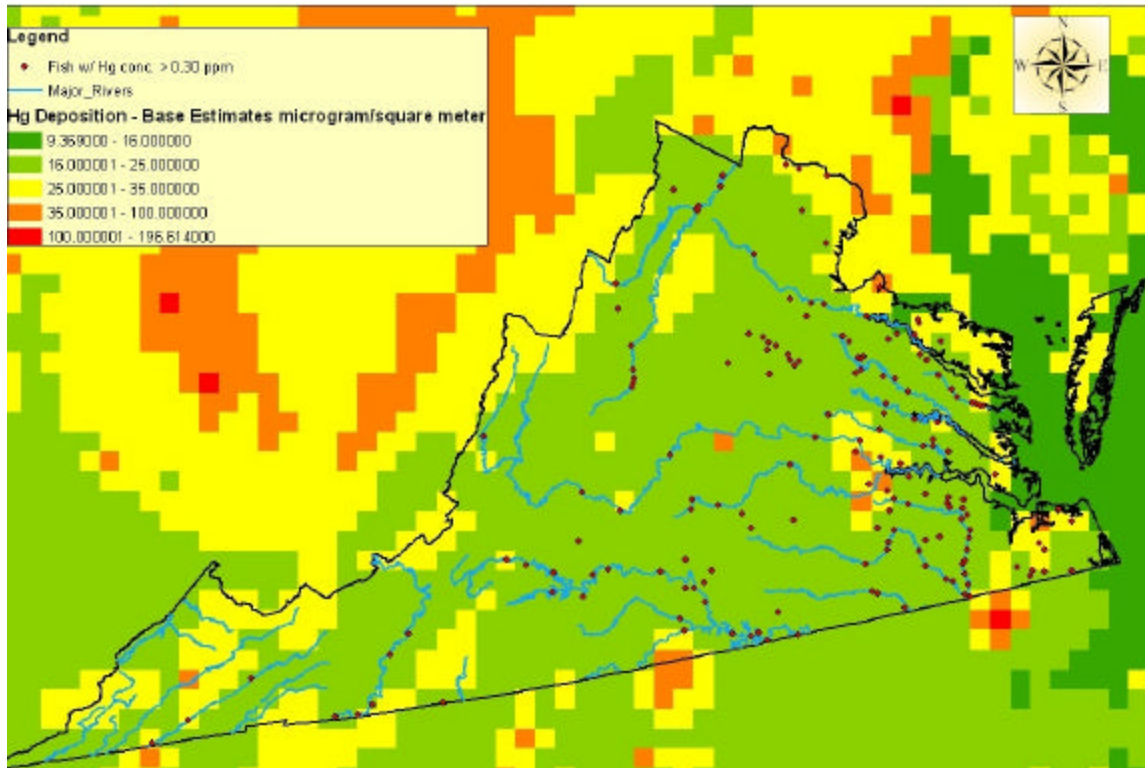 Legend
Fish w/ Hg conc. > 0.30 ppm
Major_Rivers
Hg Deposition - Base Estimates microgram/square meter
9.369000 - 16.000000
16.000001 - 25.000000
25.000001 - 35.000000
35.000001 - 100.000000
100.000001 - 196.614000
N
W E
S